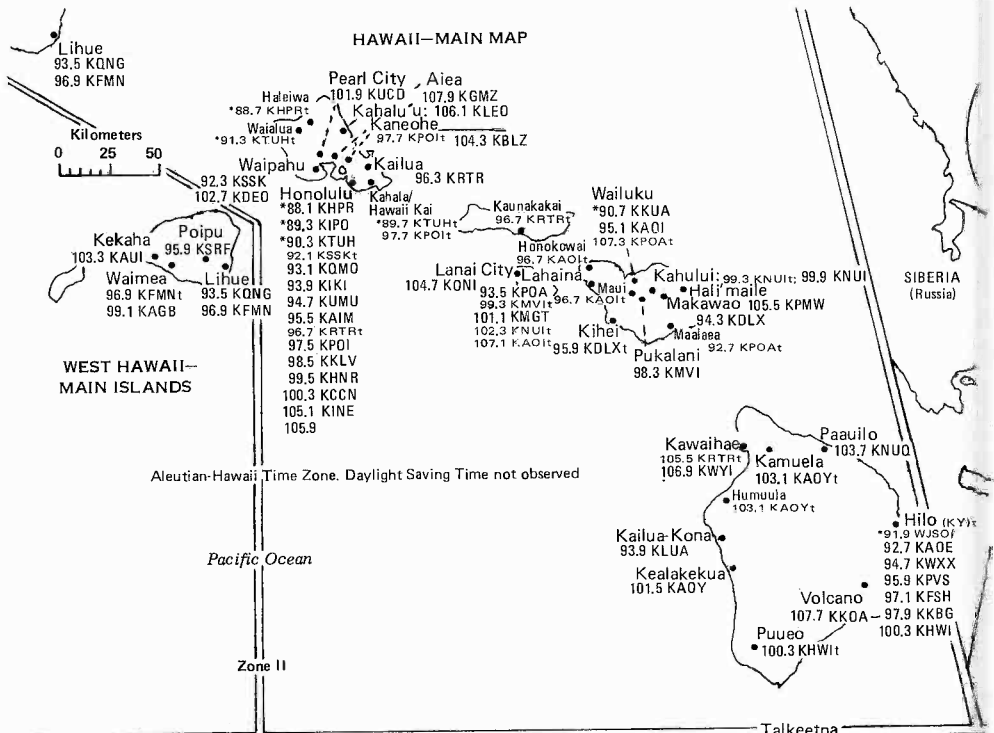 HAWAII—MAIN MAP
Lihue
93.5 KQNG
96.9 KFMN
Kilometers
0 25 50
Haleiwa
*88.7 KHPRt
Waialua
*91.3 KTUHt
Waipahu
92.3 KSSK
102.7 KDEO
Pearl City
101.9 KUCD
Aiea
107.9 KGMZ
Kahalu'u: 106.1 KLEO
Kaneohe
97.7 KPOIt
104.3 KBLZ
Kailua
96.3 KRTR
Kahala/
Hawaii Kai
*89.7 KTUHt
97.7 KPOIt
Honolulu
*88.1 KHPR
*89.3 KIPO
*90.3 KTUH
92.1 KSSKt
93.1 KQMO
93.9 KIKI
94.7 KUMU
95.5 KAIM
96.7 KRTRt
97.5 KPOI
98.5 KKLV
99.5 KHNR
100.3 KCCN
105.1 KINE
105.9
Kekaha
103.3 KAUI
Poipu
95.9 KSRF
Waimea
96.9 KFMNt
99.1 KAGB
Lihue
93.5 KQNG
96.9 KFMN
WEST HAWAII—
MAIN ISLANDS
Kaunakakai
96.7 KRTRt
Honokowai
96.7 KAOIt
Lanai City
104.7 KONI
Lahaina
93.5 KPOA
99.3 KMVIt
101.1 KMGT
102.3 KNUIt
107.1 KAOIt
Wailuku
*90.7 KKUA
95.1 KAOI
107.3 KPOAt
Maui
96.7 KAOIt
Kahului: 99.3 KNUIt; 99.9 KNUI
Hali'maile
105.5 KPMW
Makawao
94.3 KDLX
Kihei
95.9 KDLXt
Maalaea
92.7 KPOAt
Pukalani
98.3 KMVI
SIBERIA
(Russia)
Aleutian-Hawaii Time Zone. Daylight Saving Time not observed
Kawaihae
105.5 KRTRt
106.9 KWYI
Kamuela
103.1 KAOYt
Paauilo
103.7 KNUQ
Humuula
103.1 KAOYt
Kailua-Kona
93.9 KLUA
Kealakekua
101.5 KAOY
Hilo (KY)t
*91.9 WJSOf
92.7 KAOE
94.7 KWXX
95.9 KPVS
97.1 KFSH
97.9 KKBG
100.3 KHWI
Volcano
107.7 KKOA
Puueo
100.3 KHWIt
Pacific Ocean
Zone II
Talkeetna